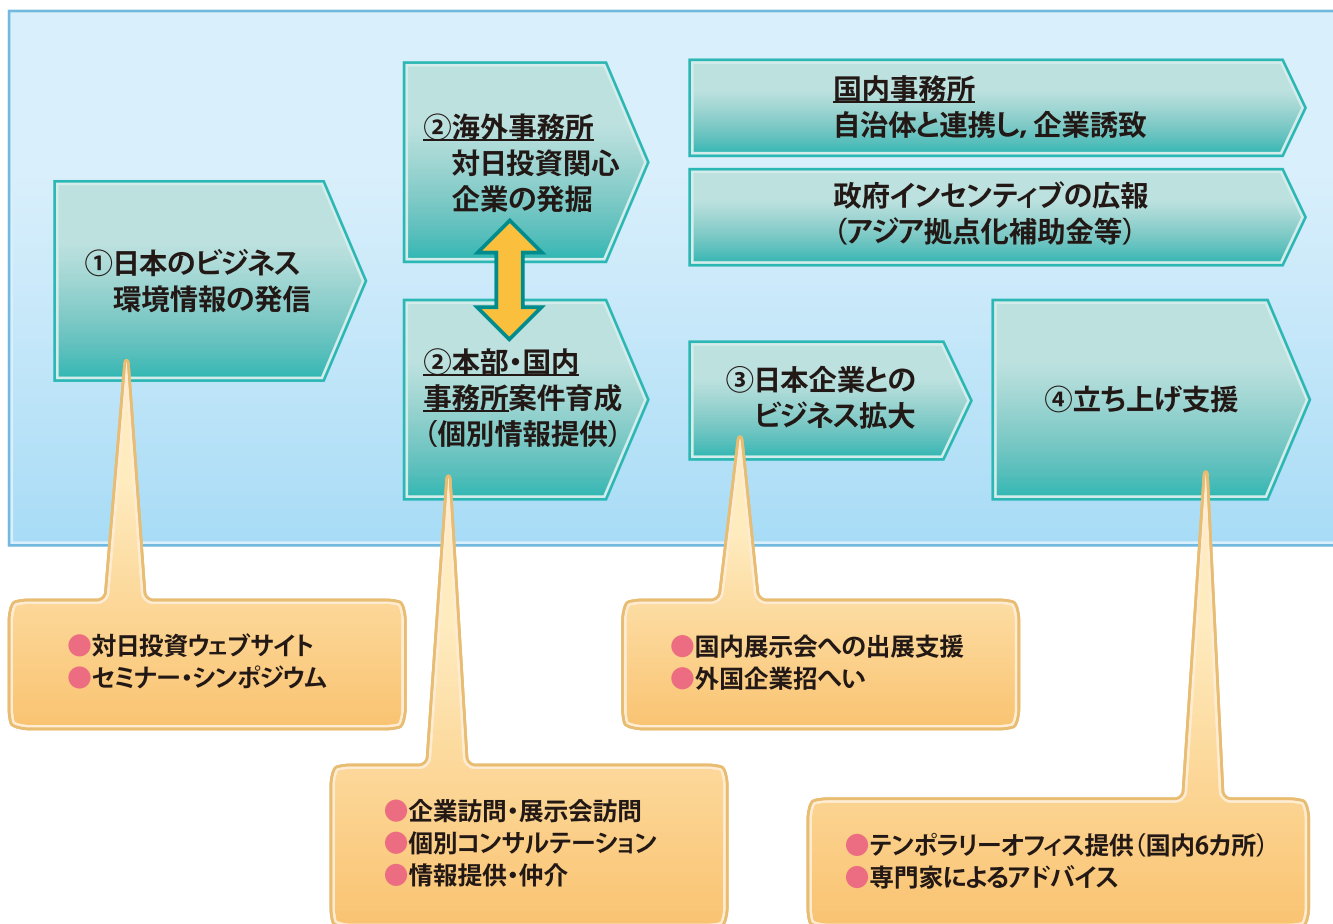 ①日本のビジネス
環境情報の発信
②海外事務所
対日投資関心
企業の発掘
②本部・国内
事務所案件育成
（個別情報提供）
国内事務所
自治体と連携し，企業誘致
政府インセンティブの広報
（アジア拠点化補助金等）
③日本企業との
ビジネス拡大
④立ち上げ支援
●対日投資ウェブサイト
●セミナー・シンポジウム
●企業訪問・展示会訪問
●個別コンサルテーション
●情報提供・仲介
●国内展示会への出展支援
●外国企業招へい
●テンポラリーオフィス提供（国内6カ所）
●専門家によるアドバイス